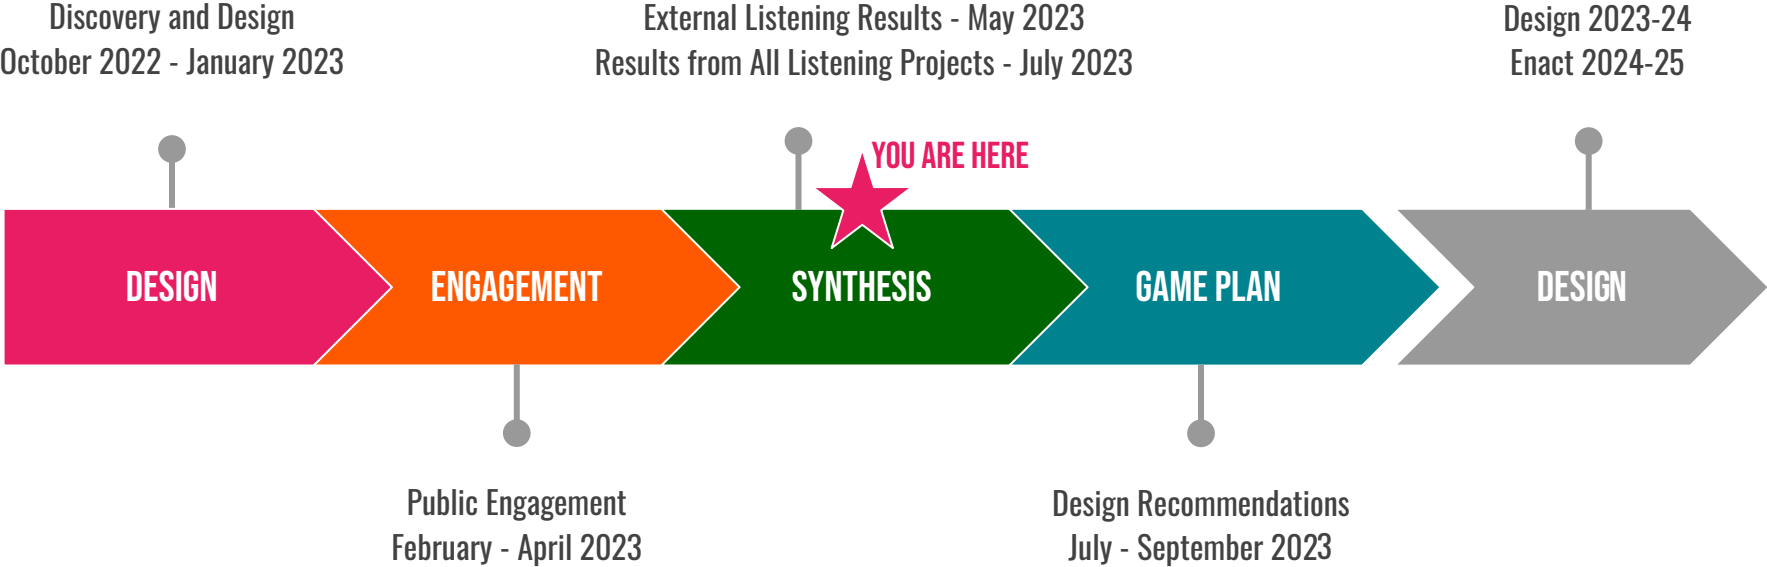 Discovery and Design
October 2022 - January 2023
External Listening Results - May 2023
Results from All Listening Projects - July 2023
Design 2023-24
Enact 2024-25
YOU ARE HERE
DESIGN
ENGAGEMENT
SYNTHESIS
GAME PLAN
DESIGN
Public Engagement
February - April 2023
Design Recommendations
July - September 2023